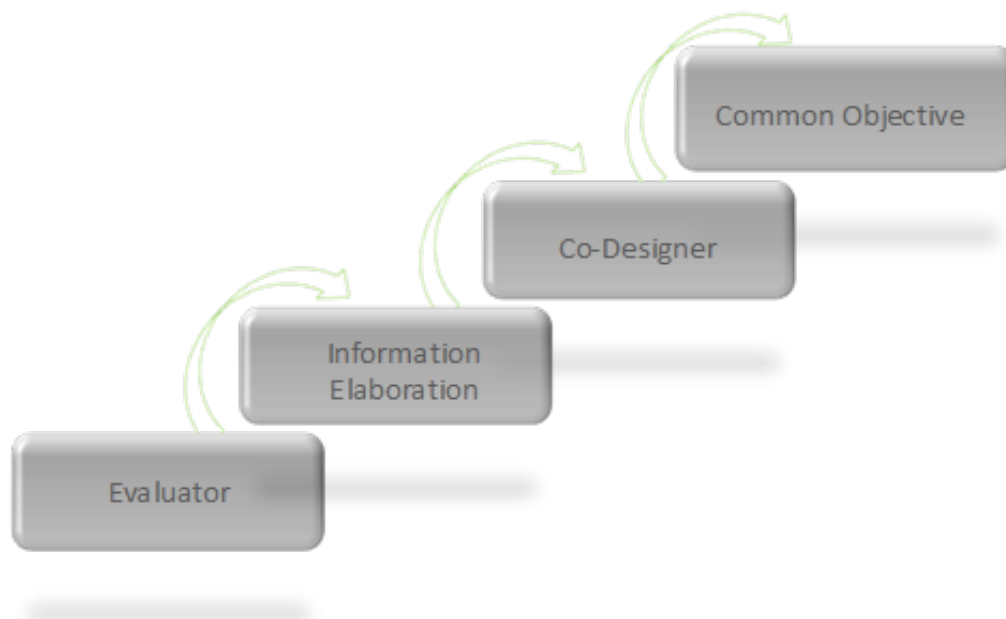 Common Objective
Co-Designer
Information
Elaboration
Evaluator